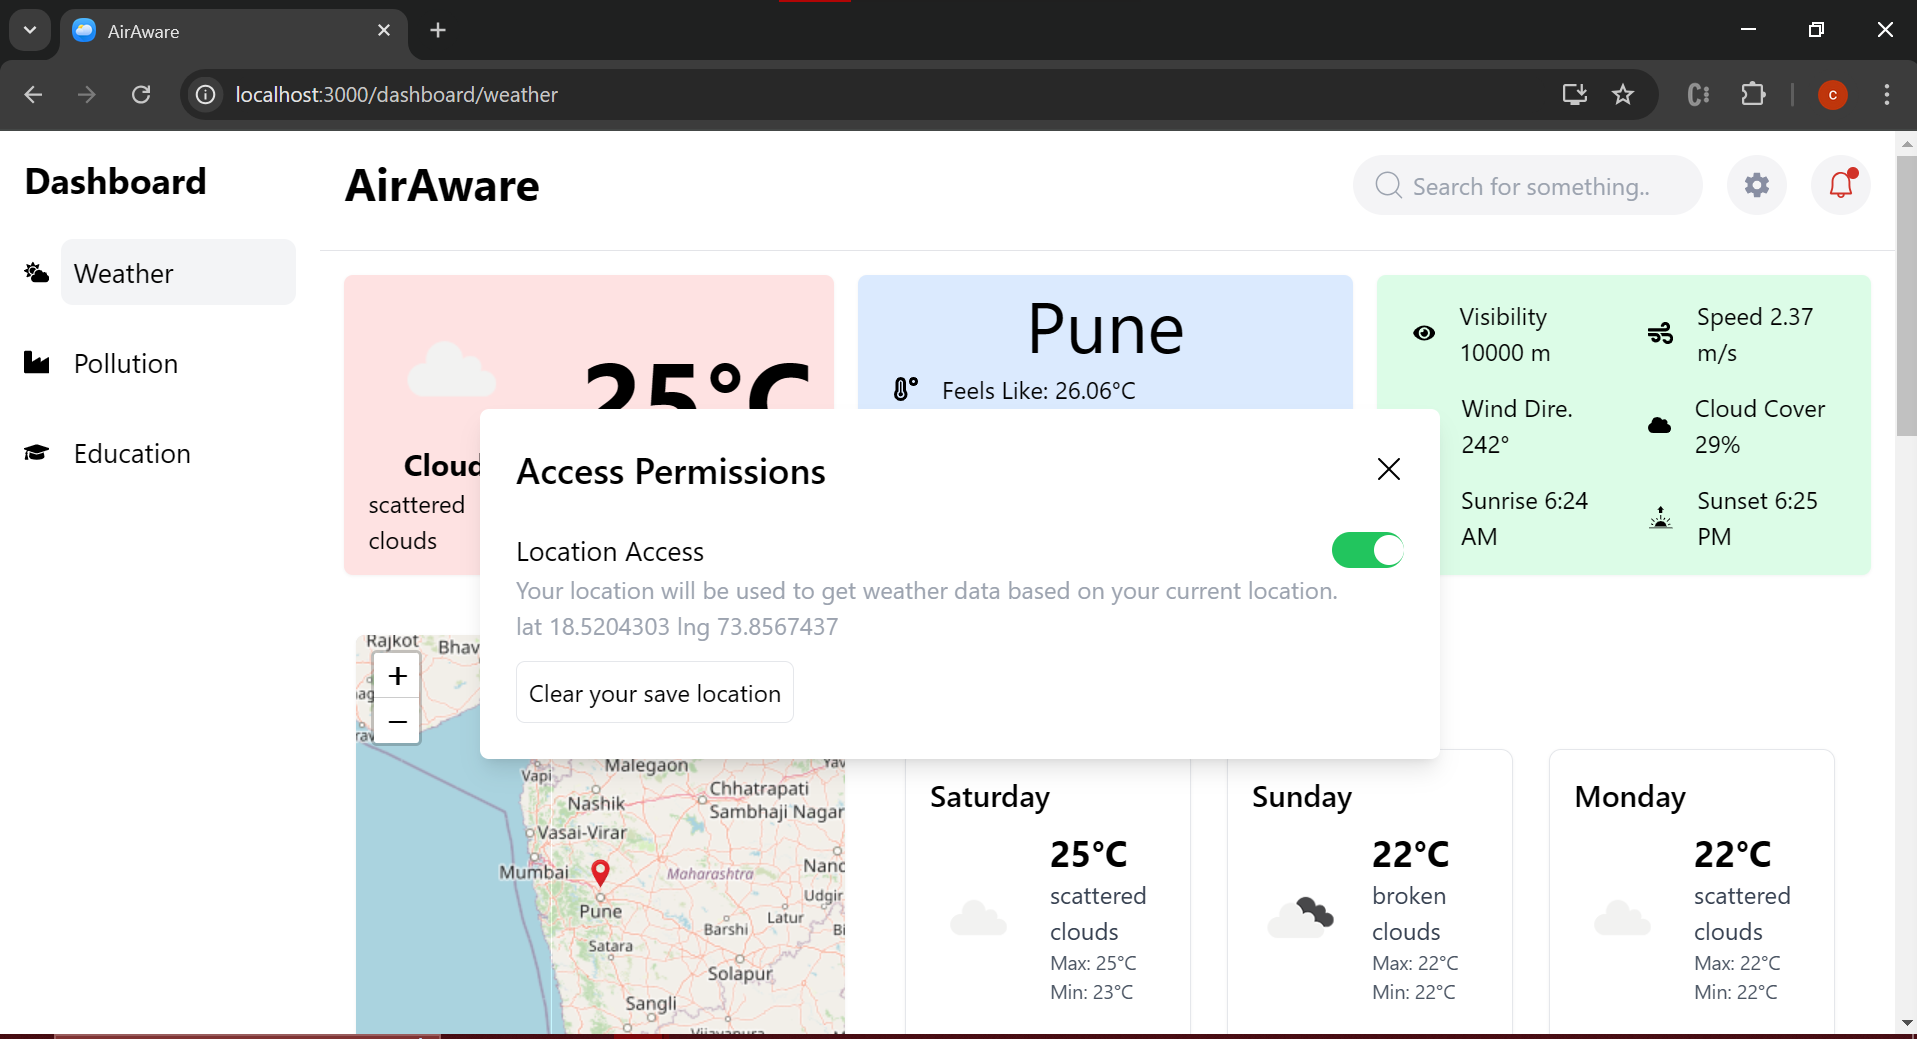 AirAware
localhost:3000/dashboard/weather
c
Dashboard
AirAware
Search for something..
Weather
Pollution
Education
25°C
Cloud
scattered
clouds
Pune
Feels Like: 26.06°C
Visibility
10000 m
Speed 2.37
m/s
Wind Dire.
242°
Cloud Cover
29%
Sunrise 6:24
AM
Sunset 6:25
PM
Access Permissions
Location Access
Your location will be used to get weather data based on your current location.
lat 18.5204303 lng 73.8567437
Clear your save location
Rajkot
Bhav
+
−
Vapi
Malegaon
Yav
Nashik
Chhatrapati
Sambhaji Nagar
Vasai-Virar
Mumbai
Maharashtra
Nand
Udgir
Pune
Latur
Barshi
Bi
Satara
Solapur
Sangli
Vijayapura
Saturday
25°C
scattered
clouds
Max: 25°C
Min: 23°C
Sunday
22°C
broken
clouds
Max: 22°C
Min: 22°C
Monday
22°C
scattered
clouds
Max: 22°C
Min: 22°C